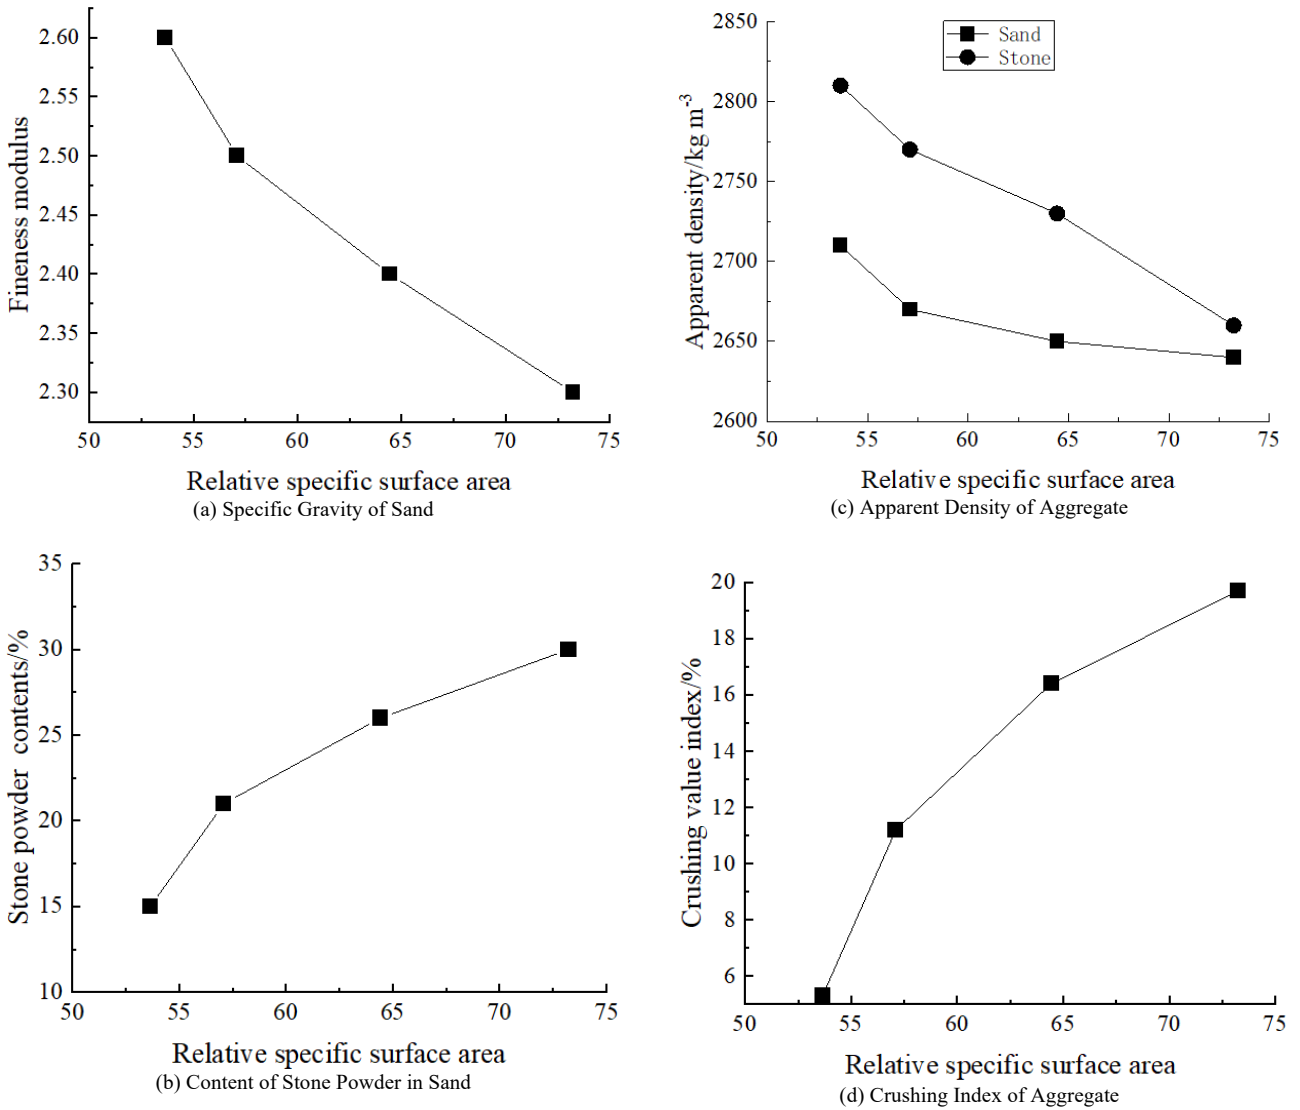 2.60
2.55
2.50
2.45
2.40
2.35
2.30
Fineness modulus
50 55 60 65 70 75
Relative specific surface area
(a) Specific Gravity of Sand
2850
2800
2750
2700
2650
2600
Apparent density/kg m-3
Sand
Stone
50 55 60 65 70 75
Relative specific surface area
(c) Apparent Density of Aggregate
35
30
25
20
15
10
Stone powder contents/%
50 55 60 65 70 75
Relative specific surface area
(b) Content of Stone Powder in Sand
20
18
16
14
12
10
8
6
Crushing value index/%
50 55 60 65 70 75
Relative specific surface area
(d) Crushing Index of Aggregate